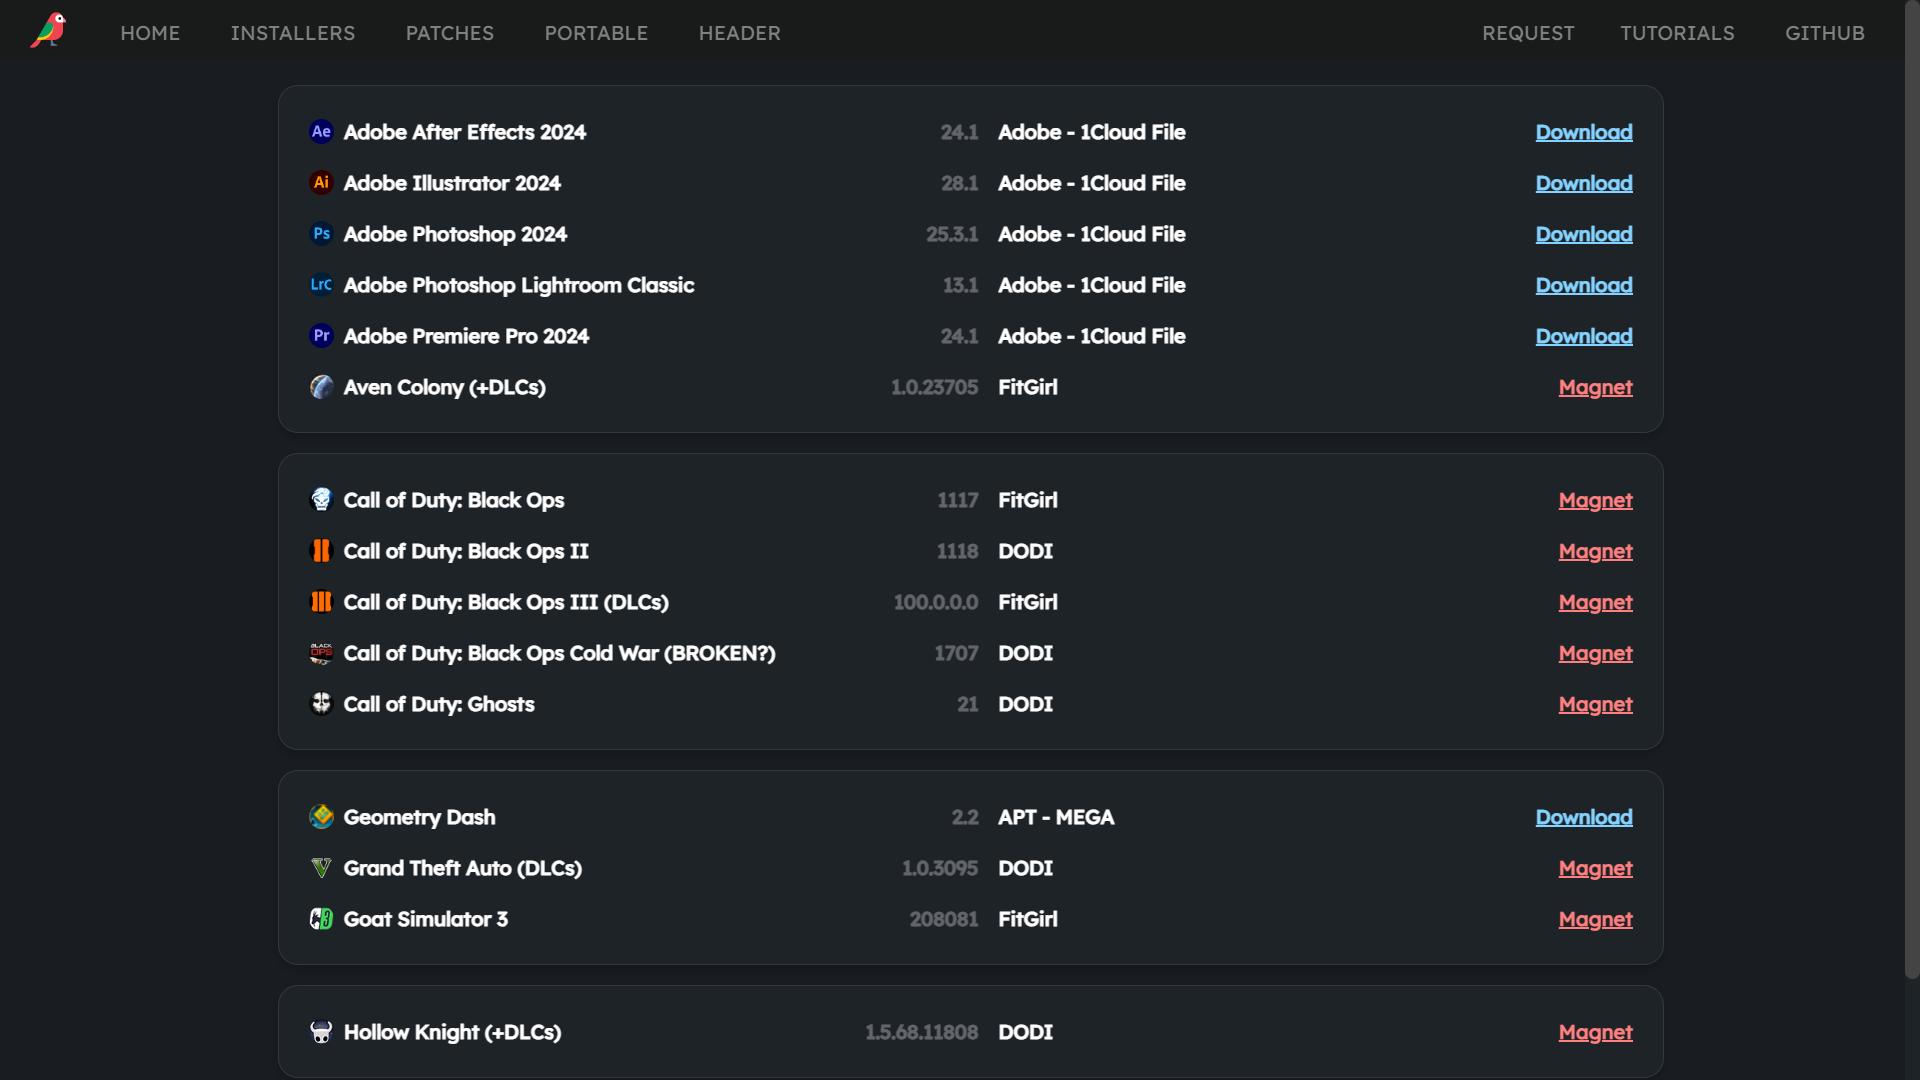 HOME INSTALLERS PATCHES PORTABLE HEADER REQUEST TUTORIALS GITHUB
Ae Adobe After Effects 2024 24.1 Adobe - 1Cloud File Download
Ai Adobe Illustrator 2024 28.1 Adobe - 1Cloud File Download
Ps Adobe Photoshop 2024 25.3.1 Adobe - 1Cloud File Download
LrC Adobe Photoshop Lightroom Classic 13.1 Adobe - 1Cloud File Download
Pr Adobe Premiere Pro 2024 24.1 Adobe - 1Cloud File Download
Aven Colony (+DLCs) 1.0.23705 FitGirl Magnet
Call of Duty: Black Ops 1117 FitGirl Magnet
Call of Duty: Black Ops II 1118 DODI Magnet
Call of Duty: Black Ops III (DLCs) 100.0.0.0 FitGirl Magnet
BLACK OPS Call of Duty: Black Ops Cold War (BROKEN?) 1707 DODI Magnet
Call of Duty: Ghosts 21 DODI Magnet
Geometry Dash 2.2 APT - MEGA Download
V Grand Theft Auto (DLCs) 1.0.3095 DODI Magnet
3 Goat Simulator 3 208081 FitGirl Magnet
Hollow Knight (+DLCs) 1.5.68.11808 DODI Magnet